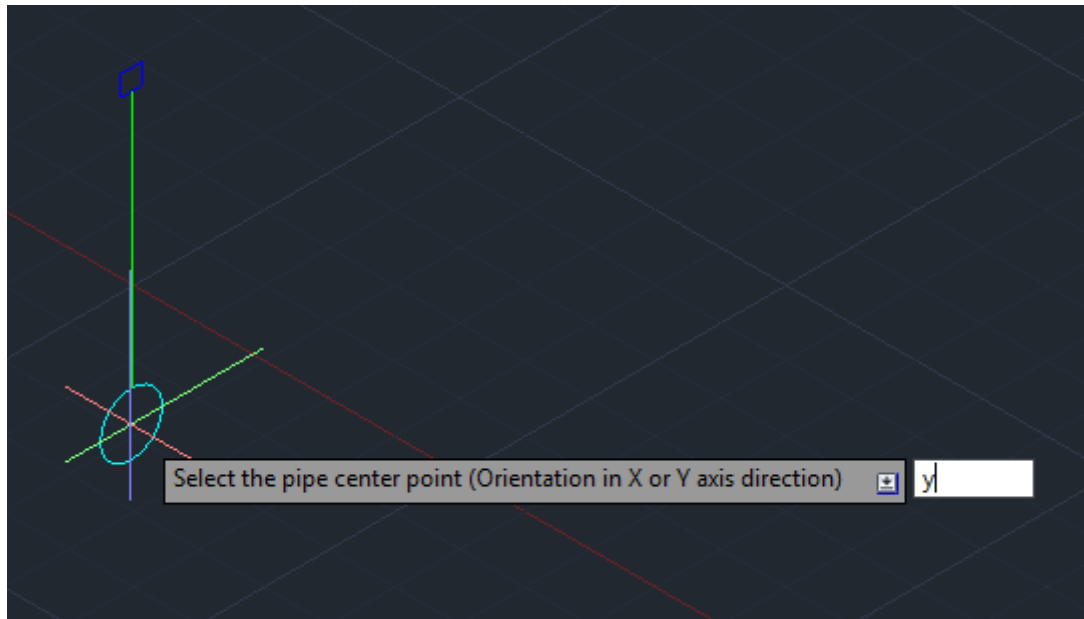 Select the pipe center point (Orientation in X or Y axis direction) y